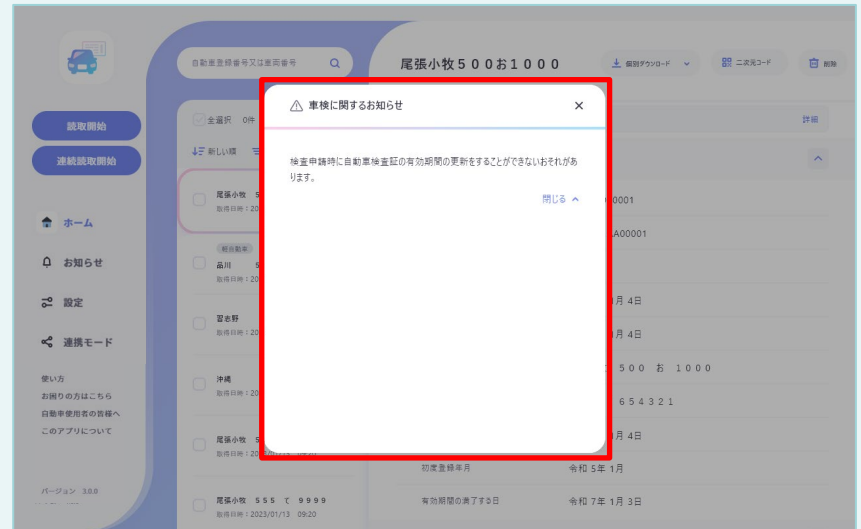 読取開始
連続読取開始
ホーム
お知らせ
設定
連携モード
使い方
お困りの方はこちら
自動車使用者の皆様へ
このアプリについて
バージョン 3.0.0
自動車登録番号又は車両番号
全選択 0件
新しい順
尾張小牧 5
取得日時:20
軽自動車
品川 5
取得日時:20
習志野
取得日時:20
沖縄
取得日時:20
尾張小牧 5
尾張小牧 555 て 9999
取得日時:2023/01/13 09:20
尾張小牧500お1000
個別ダウンロード
二次元コード
削除
車検に関するお知らせ
検査申請時に自動車検査証の有効期間の更新をすることができないおそれがあ
ります。
閉じる
詳細
0001
A00001
月 4日
月 4日
500 お 1000
654321
月 4日
初度登録年月 令和 5年 1月
有効期間の満了する日 令和 7年 1月 3日